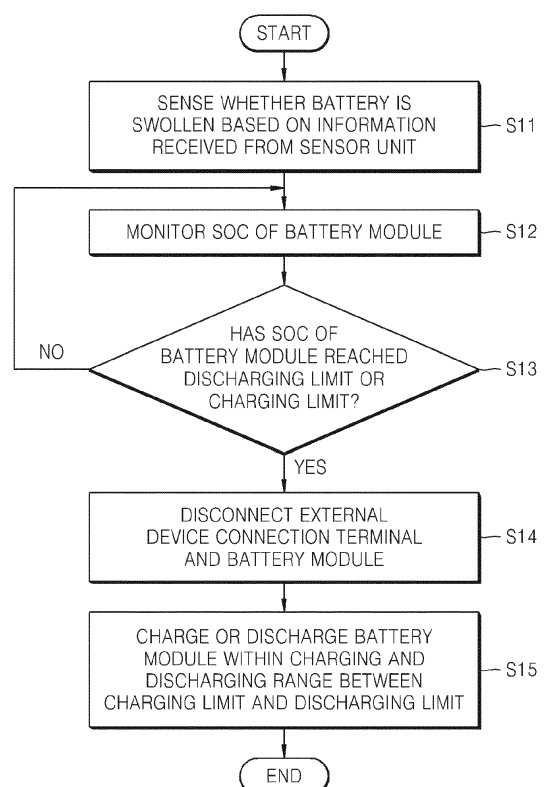 START
SENSE WHETHER BATTERY IS
SWOLLEN BASED ON INFORMATION
RECEIVED FROM SENSOR UNIT
S11
MONITOR SOC OF BATTERY MODULE
S12
HAS SOC OF
BATTERY MODULE REACHED
DISCHARGING LIMIT OR
CHARGING LIMIT?
S13
NO
YES
DISCONNECT EXTERNAL
DEVICE CONNECTION TERMINAL
AND BATTERY MODULE
S14
CHARGE OR DISCHARGE BATTERY
MODULE WITHIN CHARGING AND
DISCHARGING RANGE BETWEEN
CHARGING LIMIT AND DISCHARGING LIMIT
S15
END